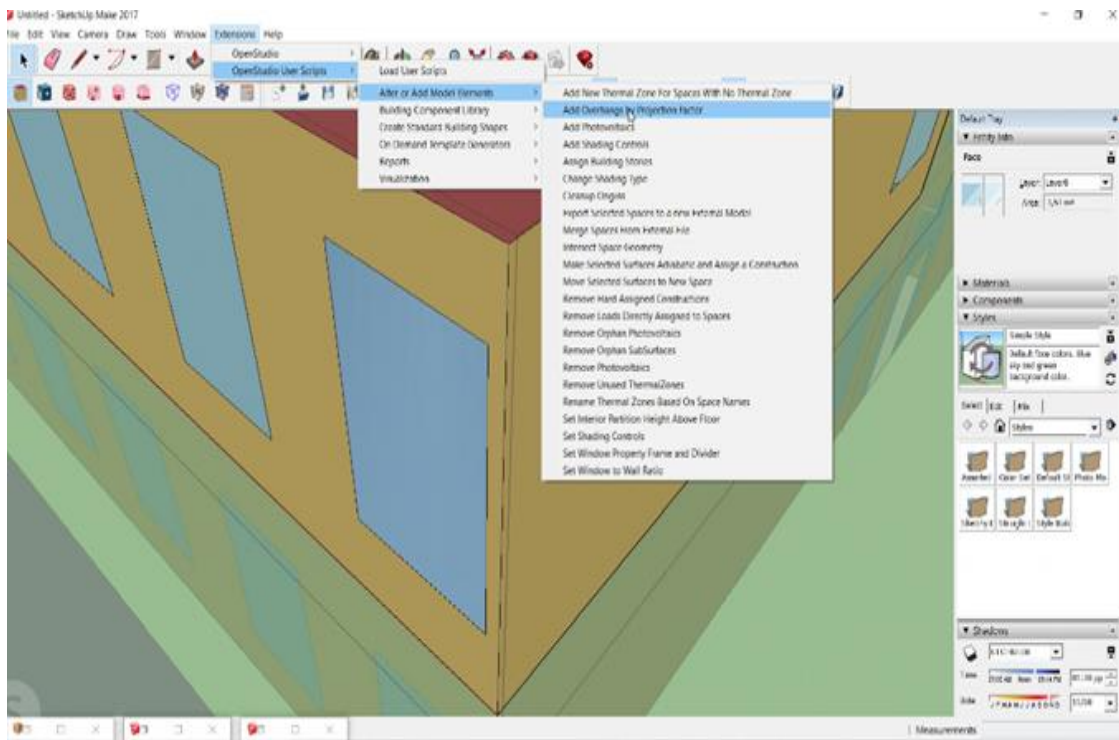 Untitled - SketchUp Make 2017
File Edit View Camera Draw Tools Window Extensions Help
OpenStudio
OpenStudio User Scripts
Load User Scripts
Alter or Add Model Elements
Building Component Library
Create Standard Building Shapes
On Demand Template Generators
Reports
Visualization
Add New Thermal Zone For Spaces With No Thermal Zone
Add Overhangs by Projection Factor
Add Photovoltaics
Add Shading Controls
Assign Building Stories
Change Shading Type
Cleanup Origins
Export Selected Spaces to a new External Model
Merge Spaces From External File
Intersect Space Geometry
Make Selected Surfaces Adiabatic and Assign a Construction
Move Selected Surfaces to New Space
Remove Hard Assigned Constructions
Remove Loads Directly Assigned to Spaces
Remove Orphan Photovoltaics
Remove Orphan SubSurfaces
Remove Photovoltaics
Remove Unused ThermalZones
Rename Thermal Zones Based On Space Names
Set Interior Partition Height Above Floor
Set Shading Controls
Set Window Property Frame and Divider
Set Window to Wall Ratio
Default Tray
Entity Info
Face
Layer: Layer0
Area:
Materials
Components
Styles
Simple Style
Default face colors. Blue
sky and green
background color.
Select Edit Mix
Styles
Assorted Color Set Default St Photo Mo
Shadows
Time
Date
Measurements